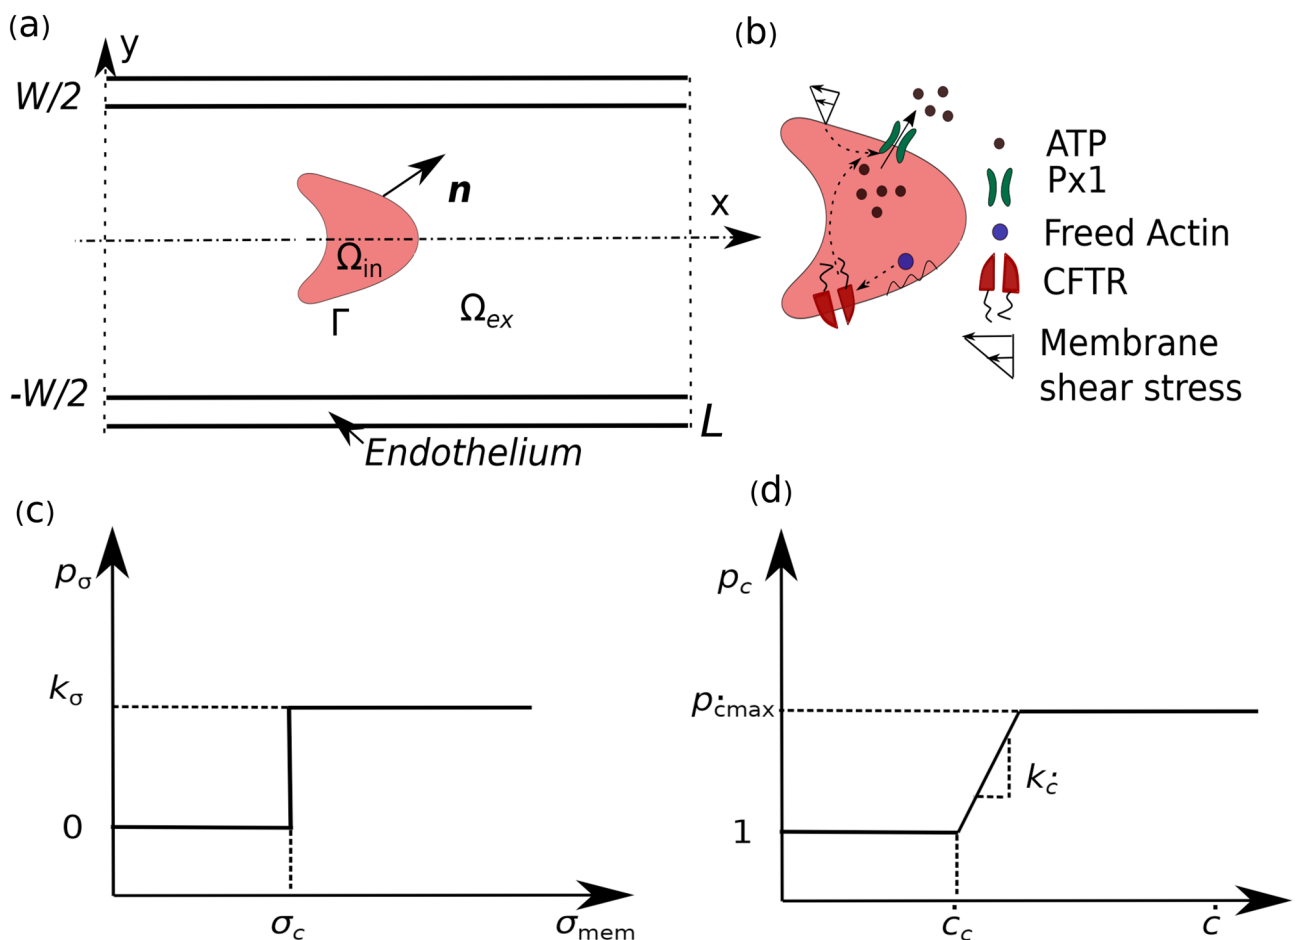 (a)
y
W/2
n
x
Ωin
Γ
Ωex
-W/2
L
Endothelium
(b)
ATP
Px1
Freed Actin
CFTR
Membrane
shear stress
(c)
pσ
kσ
0
σc
σmem
(d)
pc
pċmax
kċ
1
ċc
ċ